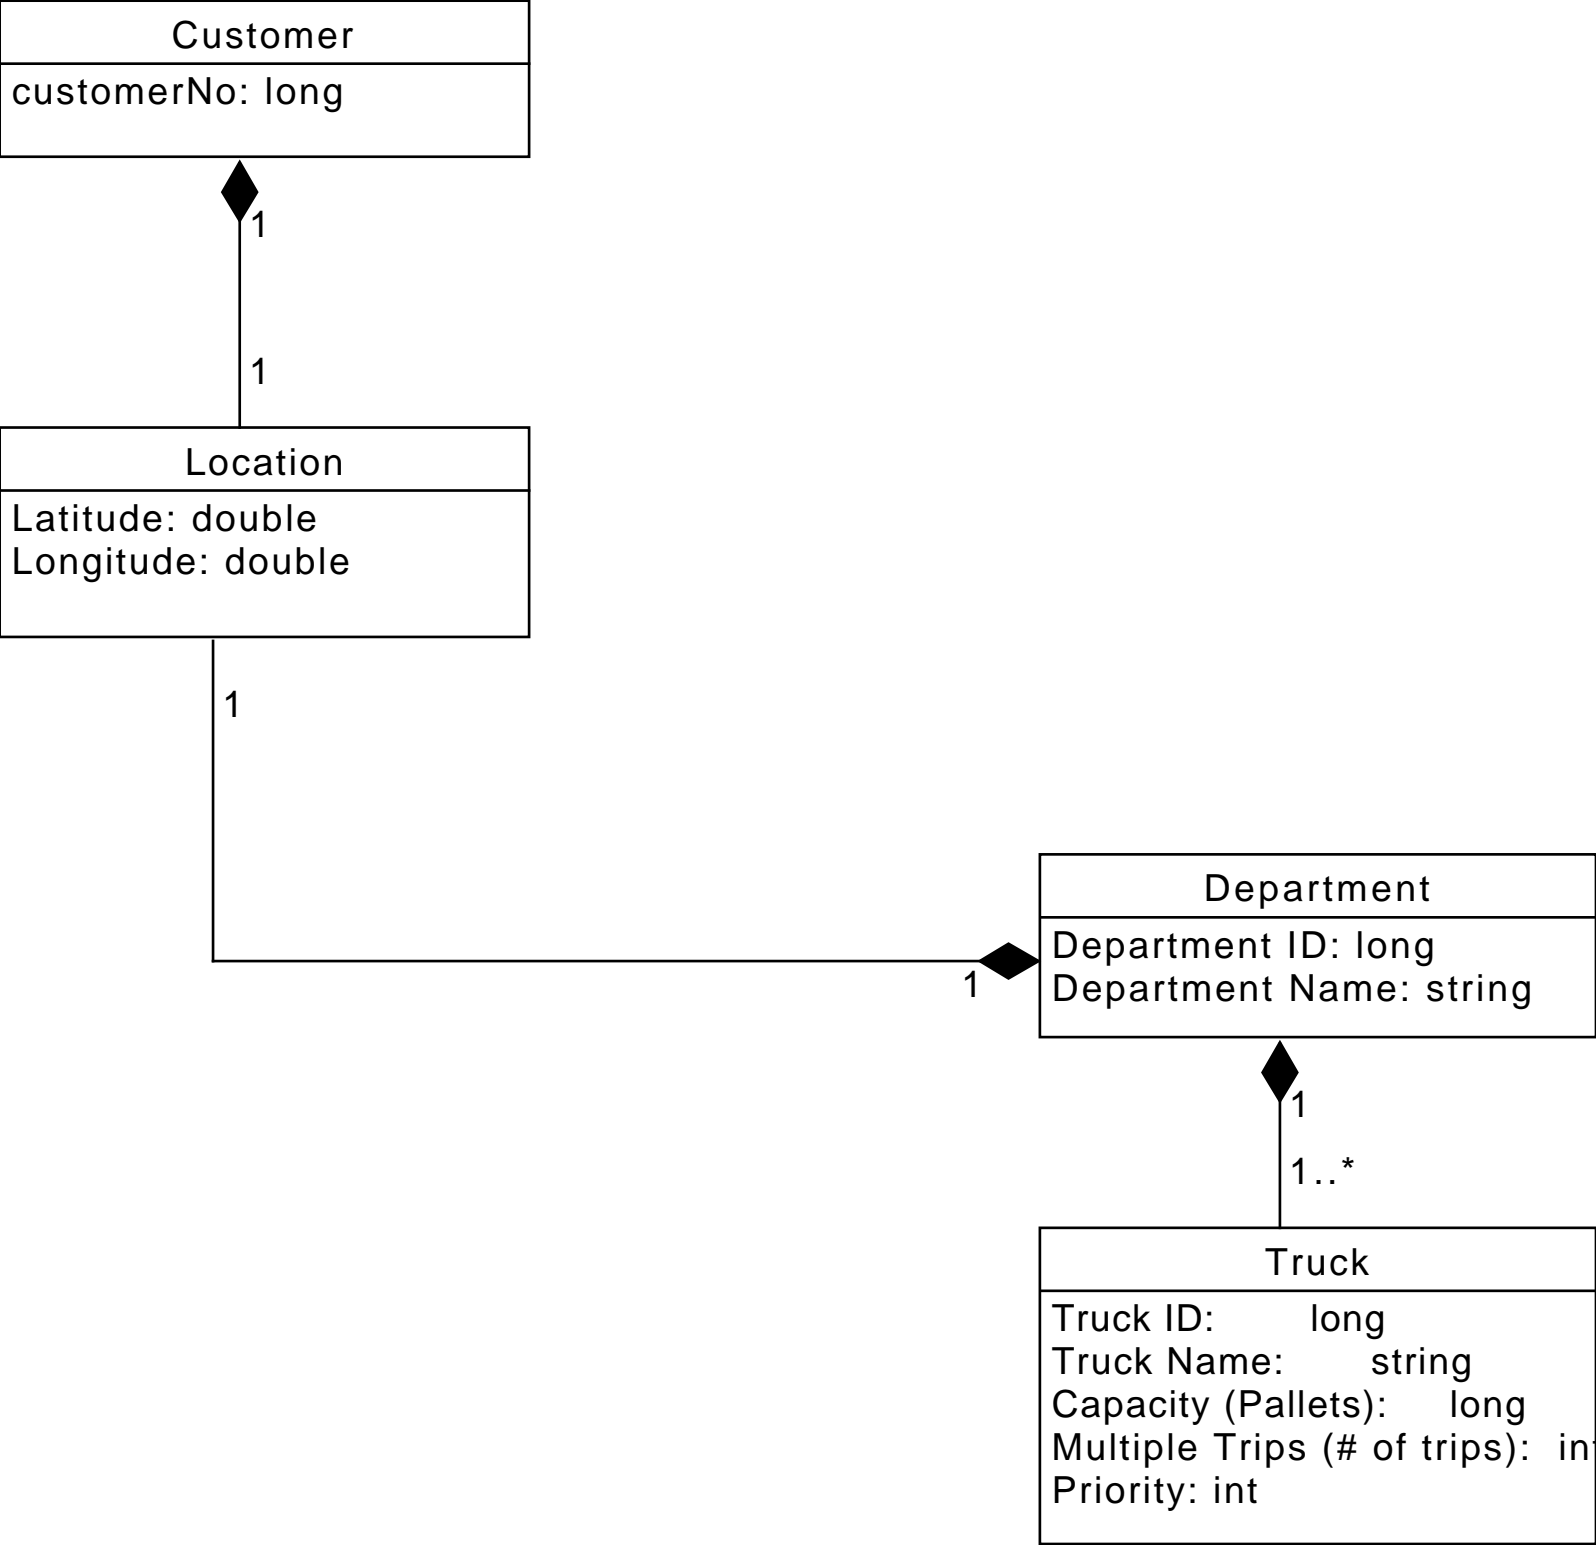 Customer
customerNo: long
1
1
Location
Latitude: double
Longitude: double
1
Department
Department ID: long
Department Name: string
1
1
1..*
Truck
Truck ID: long
Truck Name: string
Capacity (Pallets): long
Multiple Trips (# of trips): int
Priority: int